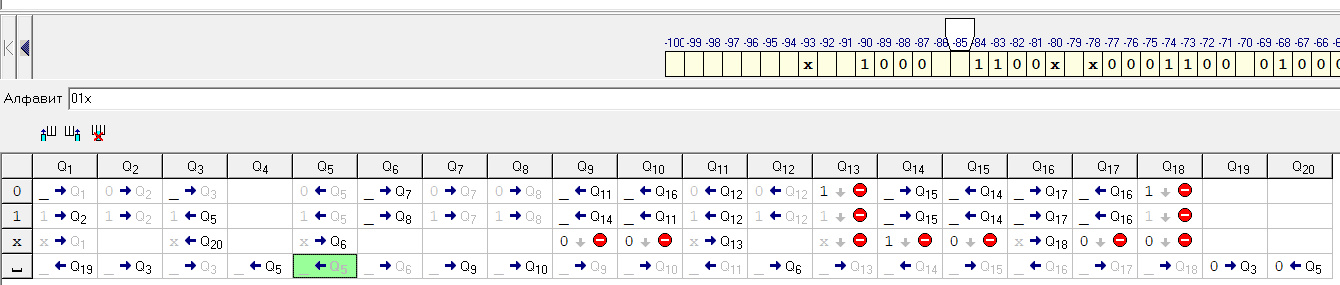 -100 -99 -98 -97 -96 -95 -94 -93 -92 -91 -90 -89 -88 -87 -86 -85 -84 -83 -82 -81 -80 -79 -78 -77 -76 -75 -74 -73 -72 -71 -70 -69 -68 -67 -66
x 1 0 0 0 1 1 0 0 x x 0 0 0 1 1 0 0 0 1 0 0 0
Алфавит 01x
Q1 Q2 Q3 Q4 Q5 Q6 Q7 Q8 Q9 Q10 Q11 Q12 Q13 Q14 Q15 Q16 Q17 Q18 Q19 Q20
0 _ → Q1 0 → Q2 _ → Q3 0 ← Q5 _ → Q7 0 → Q7 0 → Q8 _ ← Q11 _ ← Q16 0 ← Q12 0 ← Q12 1 ↓ _ → Q15 _ ← Q14 _ → Q17 _ ← Q16 1 ↓
1 1 → Q2 1 → Q2 1 ← Q5 1 ← Q5 _ → Q8 1 → Q7 1 → Q8 _ ← Q14 _ ← Q11 1 ← Q12 1 ← Q12 1 ↓ _ → Q15 _ ← Q14 _ → Q17 _ ← Q16 1 ↓
x x → Q1 x ← Q20 x → Q6 0 ↓ 0 ↓ x → Q13 x ↓ 1 ↓ 0 ↓ x → Q18 0 ↓ 0 ↓
_ _ ← Q19 _ → Q3 _ → Q3 _ ← Q5 _ ← Q5 _ → Q6 _ → Q9 _ → Q10 _ → Q9 _ → Q10 _ ← Q11 _ → Q6 _ → Q13 _ ← Q14 _ → Q15 _ ← Q16 _ → Q17 _ → Q18 0 → Q3 0 ← Q5